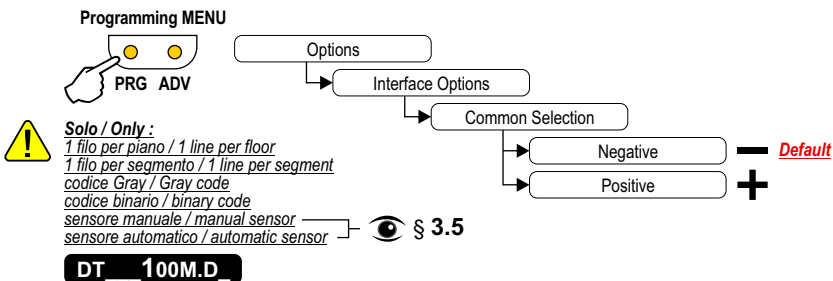 Programming MENU
PRG ADV
Options
Interface Options
Common Selection
Negative
Default
Positive
Solo / Only :
1 filo per piano / 1 line per floor
1 filo per segmento / 1 line per segment
codice Gray / Gray code
codice binario / binary code
sensore manuale / manual sensor
sensore automatico / automatic sensor
§ 3.5
DT___100M.D_